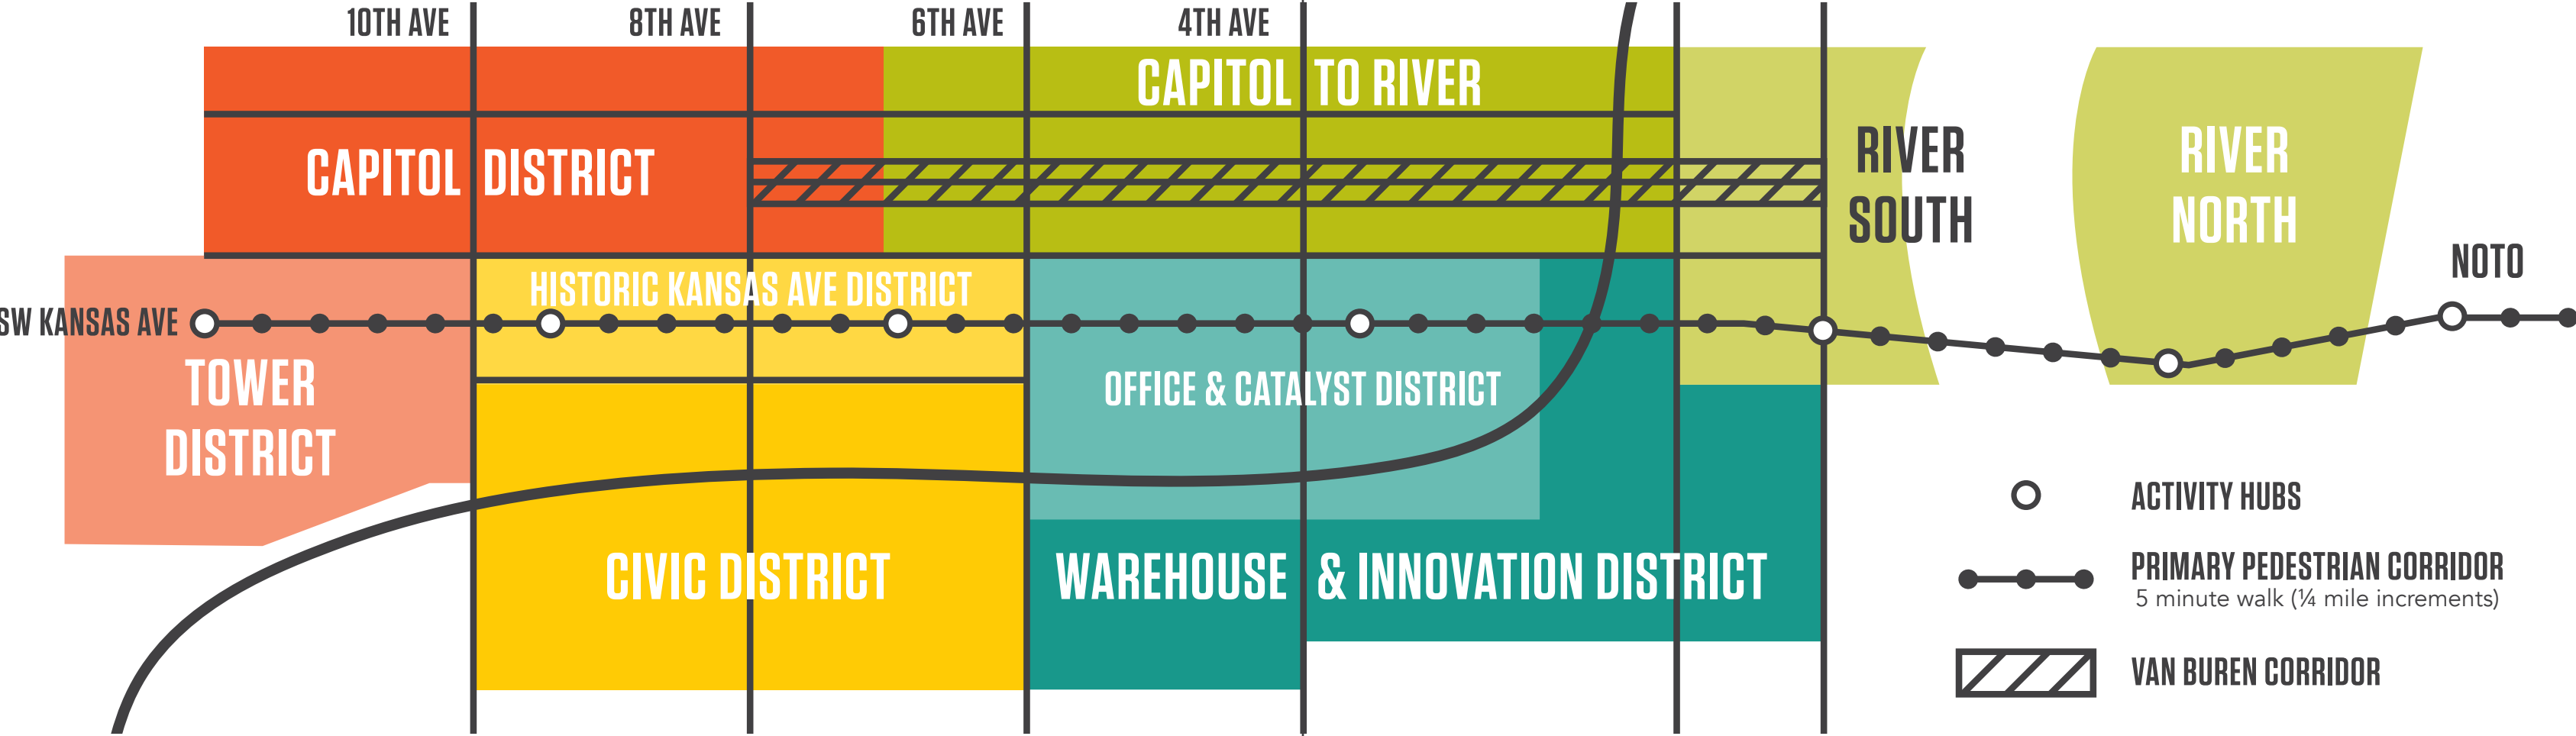 10TH AVE
8TH AVE
6TH AVE
4TH AVE
CAPITOL TO RIVER
CAPITOL DISTRICT
RIVER
SOUTH
RIVER
NORTH
NOTO
HISTORIC KANSAS AVE DISTRICT
SW KANSAS AVE
TOWER
DISTRICT
OFFICE & CATALYST DISTRICT
CIVIC DISTRICT
WAREHOUSE & INNOVATION DISTRICT
ACTIVITY HUBS
PRIMARY PEDESTRIAN CORRIDOR
5 minute walk (¼ mile increments)
VAN BUREN CORRIDOR